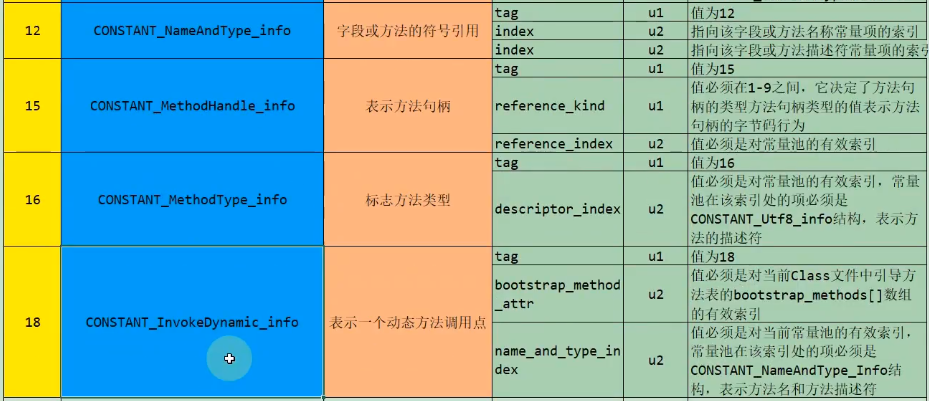 12
CONSTANT_NameAndType_info
字段或方法的符号引用
tag u1 值为12
index u2 指向该字段或方法名称常量项的索引
index u2 指向该字段或方法描述符常量项的索引
15
CONSTANT_MethodHandle_info
表示方法句柄
tag u1 值为15
reference_kind u1
值必须在1-9之间，它决定了方法句
柄的类型方法句柄类型的值表示方法
句柄的字节码行为
reference_index u2 值必须是对常量池的有效索引
16
CONSTANT_MethodType_info
标志方法类型
tag u1 值为16
descriptor_index u2
值必须是对常量池的有效索引，常量
池在该索引处的项必须是
CONSTANT_Utf8_info结构，表示方
法的描述符
18
CONSTANT_InvokeDynamic_info
表示一个动态方法调用点
tag u1 值为18
bootstrap_method
_attr
u2
值必须是对当前Class文件中引导方
法表的bootstrap_methods[]数组
的有效索引
name_and_type_in
dex
u2
值必须是对当前常量池的有效索引，
常量池在该索引处的项必须是
CONSTANT_NameAndType_Info结
构，表示方法名和方法描述符